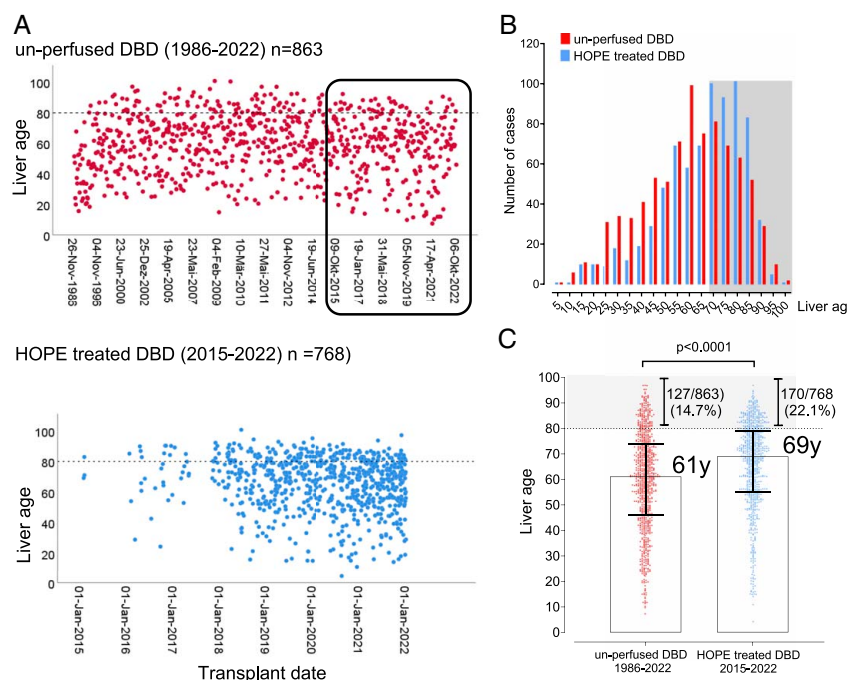 A
un-perfused DBD (1986-2022) n=863
Liver age
100
80
60
40
20
0
26-Nov-1986
04-Nov-1996
23-Jun-2000
25-Dez-2002
19-Apr-2005
23-Mai-2007
04-Feb-2009
10-Mär-2010
27-Mai-2011
04-Nov-2012
19-Jun-2014
09-Okt-2015
19-Jan-2017
31-Mai-2018
05-Nov-2019
17-Apr-2021
06-Okt-2022
HOPE treated DBD (2015-2022) n =768)
Liver age
100
80
60
40
20
0
01-Jan-2015
01-Jan-2016
01-Jan-2017
01-Jan-2018
01-Jan-2019
01-Jan-2020
01-Jan-2021
01-Jan-2022
Transplant date
B
un-perfused DBD
HOPE treated DBD
Number of cases
120
100
80
60
40
20
0
5
10
15
20
25
30
35
40
45
50
55
60
65
70
75
80
85
90
95
100
Liver ag
C
p<0.0001
127/863)
(14.7%)
170/768
(22.1%)
61y
69y
Liver age
100
90
80
70
60
50
40
30
20
10
0
un-perfused DBD
1986-2022
HOPE treated DBD
2015-2022